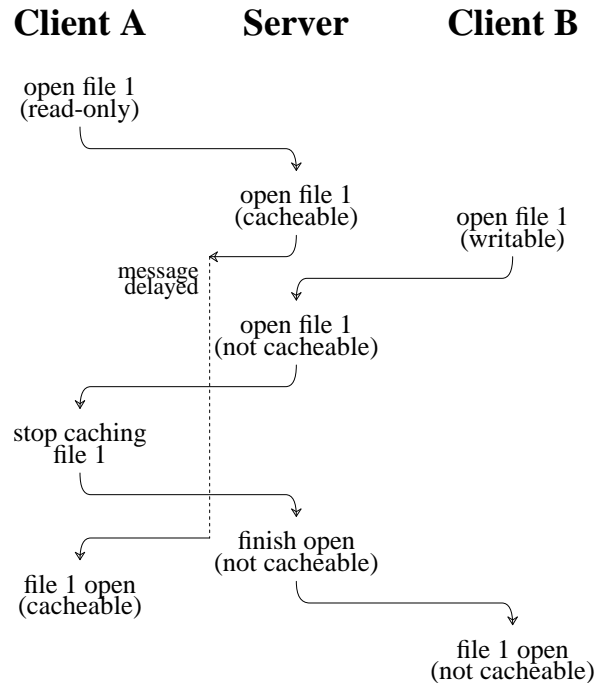 Client A
Server
Client B
open file 1
(read-only)
open file 1
(cacheable)
open file 1
(writable)
message
delayed
open file 1
(not cacheable)
stop caching
file 1
finish open
(not cacheable)
file 1 open
(cacheable)
file 1 open
(not cacheable)